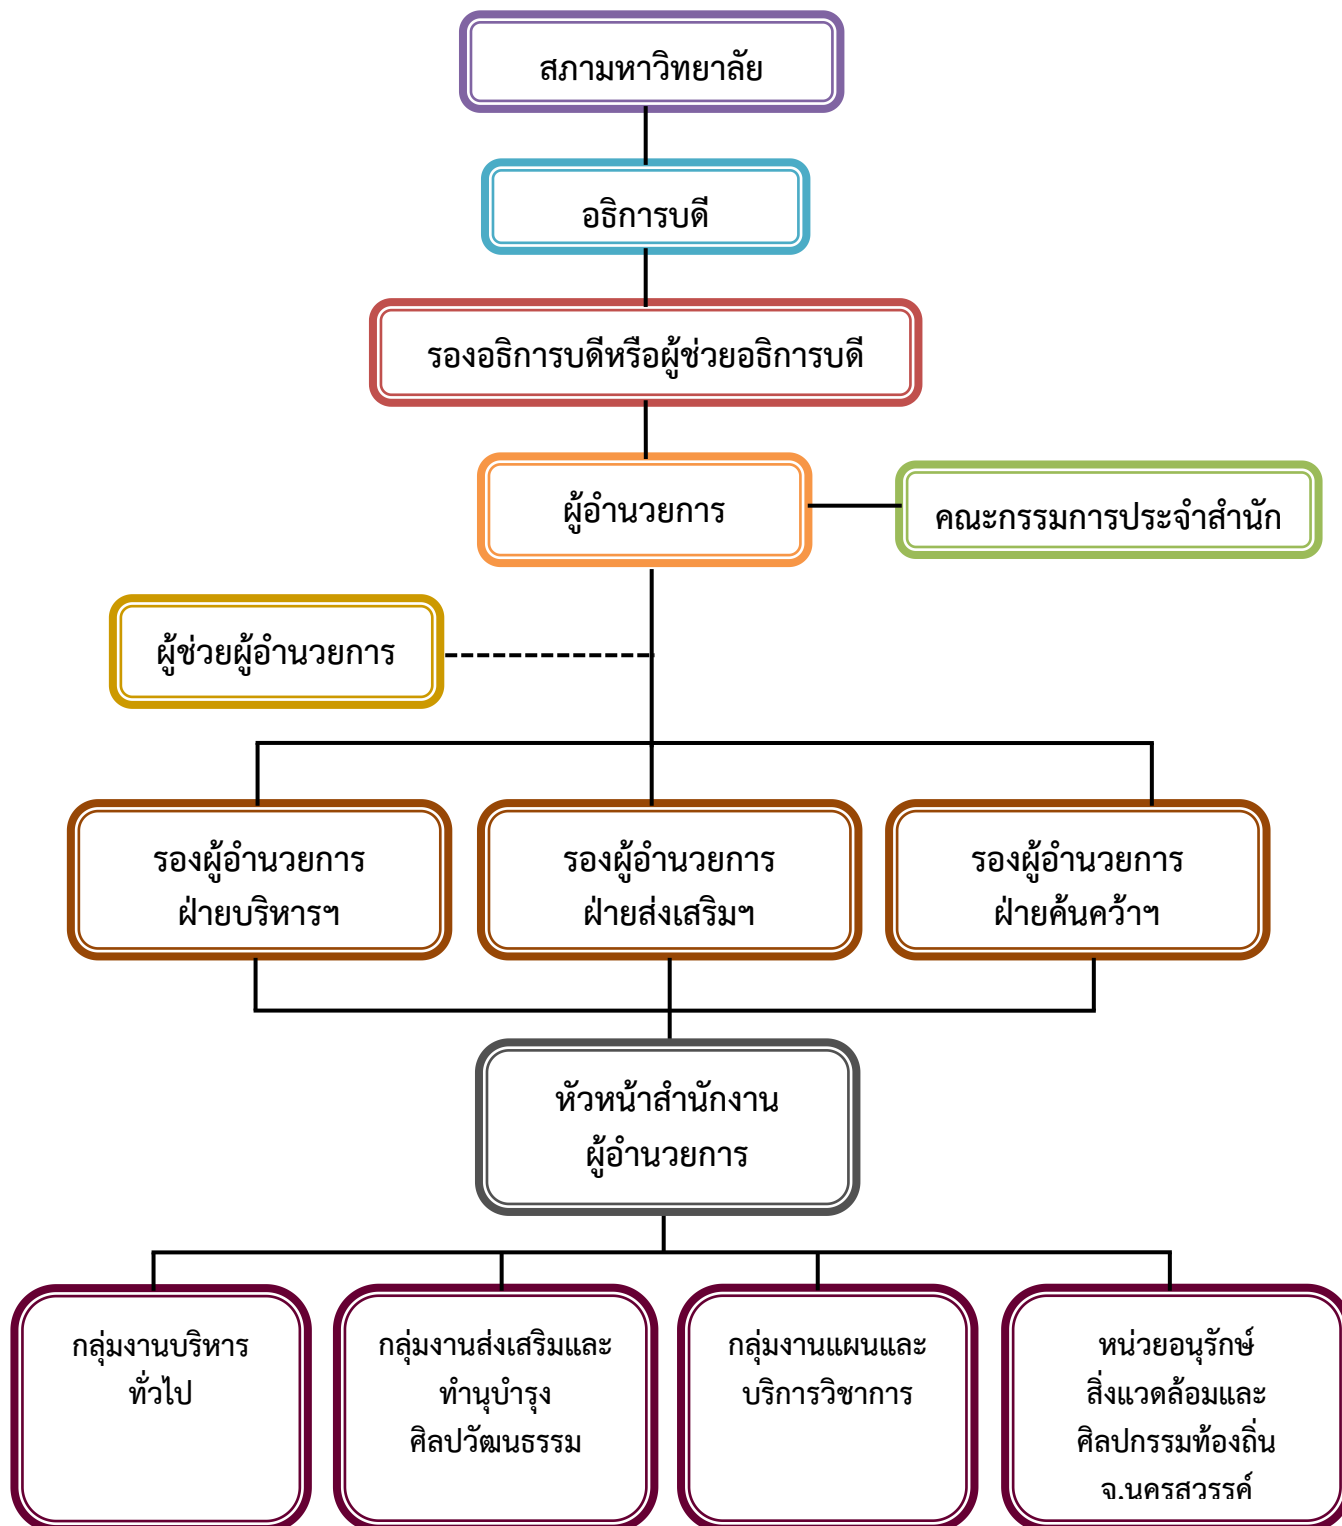 สภามหาวิทยาลัย
อธิการบดี
รองอธิการบดีหรือผู้ช่วยอธิการบดี
ผู้อำนวยการ
คณะกรรมการประจำสำนัก
ผู้ช่วยผู้อำนวยการ
รองผู้อำนวยการ
ฝ่ายบริหารฯ
รองผู้อำนวยการ
ฝ่ายส่งเสริมฯ
รองผู้อำนวยการ
ฝ่ายค้นคว้าฯ
หัวหน้าสำนักงาน
ผู้อำนวยการ
กลุ่มงานบริหาร
ทั่วไป
กลุ่มงานส่งเสริมและ
ทำนุบำรุง
ศิลปวัฒนธรรม
กลุ่มงานแผนและ
บริการวิชาการ
หน่วยอนุรักษ์
สิ่งแวดล้อมและ
ศิลปกรรมท้องถิ่น
จ.นครสวรรค์